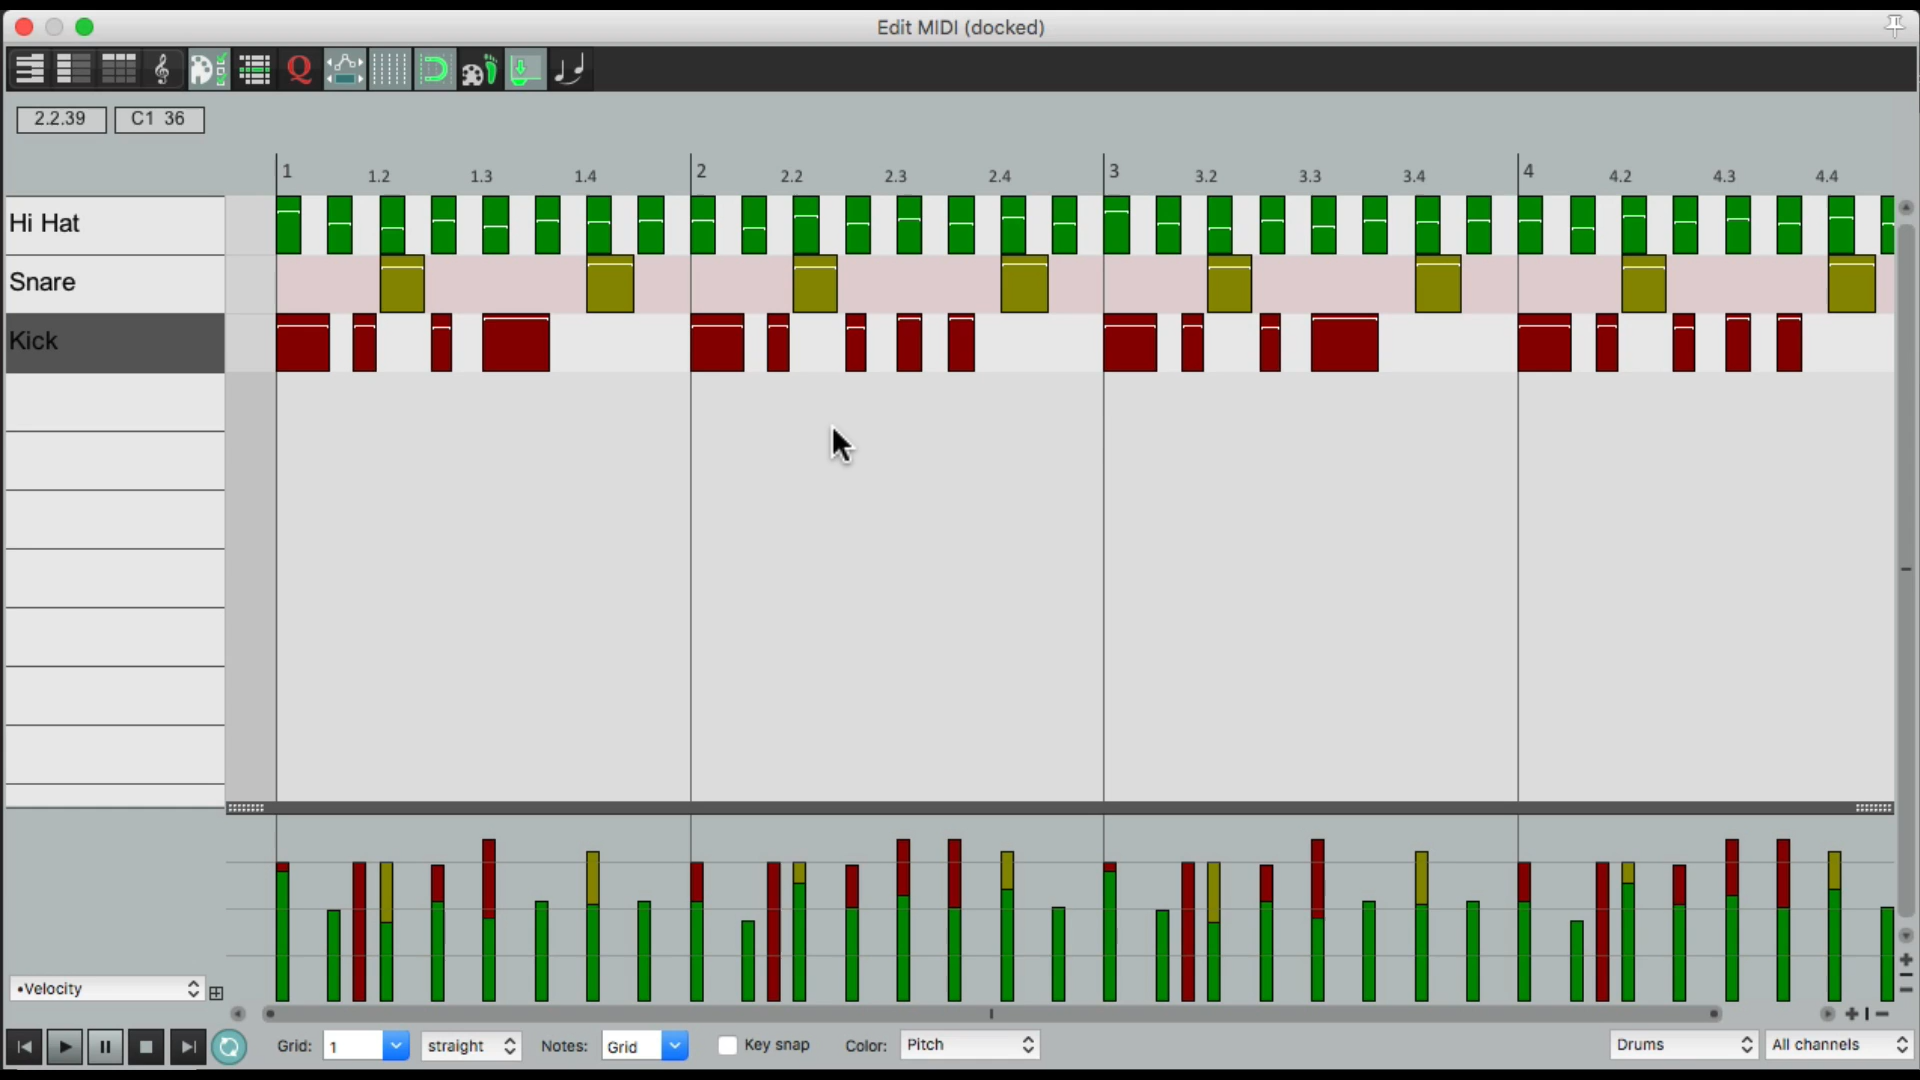 Edit MIDI (docked)
Q
2.2.39 C1 36
1 1.2 1.3 1.4 2 2.2 2.3 2.4 3 3.2 3.3 3.4 4 4.2 4.3 4.4
Hi Hat
Snare
Kick
•Velocity
Grid: 1 straight Notes: Grid Key snap Color: Pitch Drums All channels